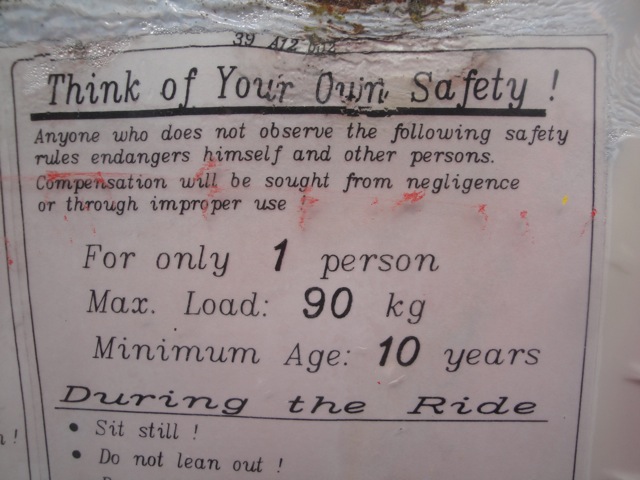 39 A12 002
Think of Your Own Safety !
Anyone who does not observe the following safety
rules endangers himself and other persons.
Compensation will be sought from negligence
or through improper use !
For only 1 person
Max. Load: 90 kg
Minimum Age: 10 years
During the Ride
• Sit still !
• Do not lean out !